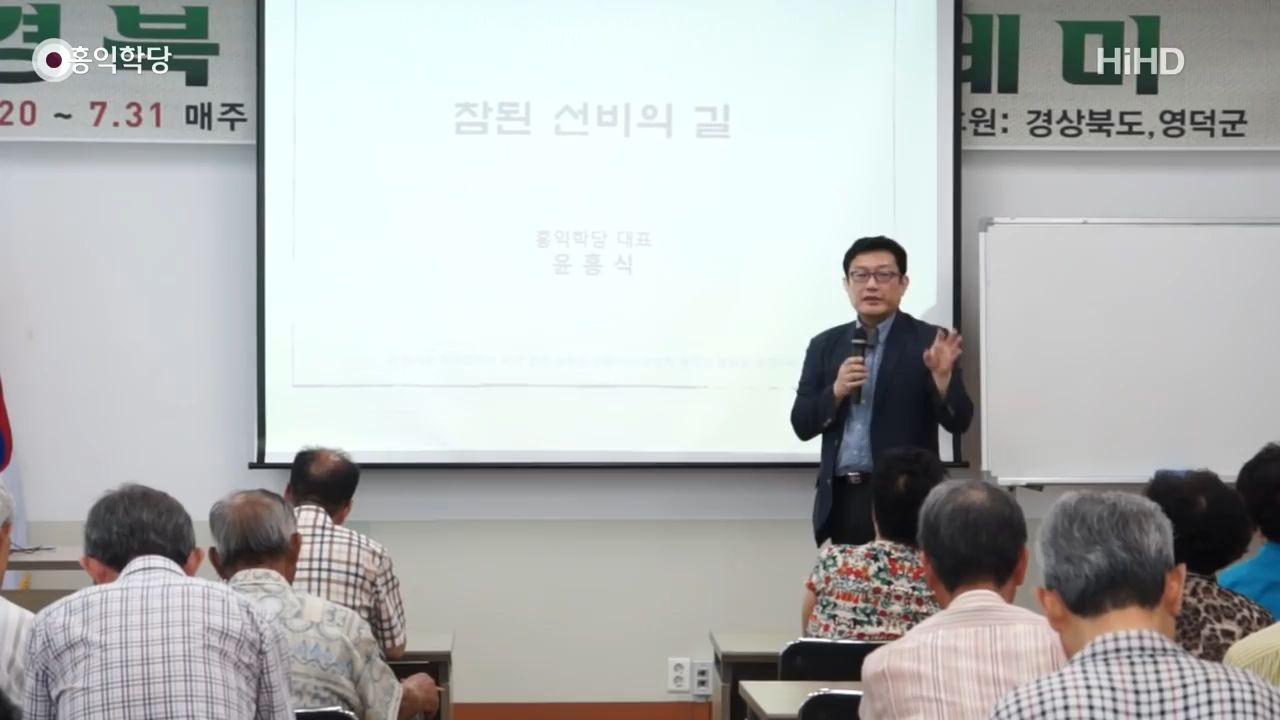 경북
홍익학당
HiHD
20 ~ 7.31 매주
원: 경상북도,영덕군
참된 선비의 길
홍익학당 대표
윤 홍 식